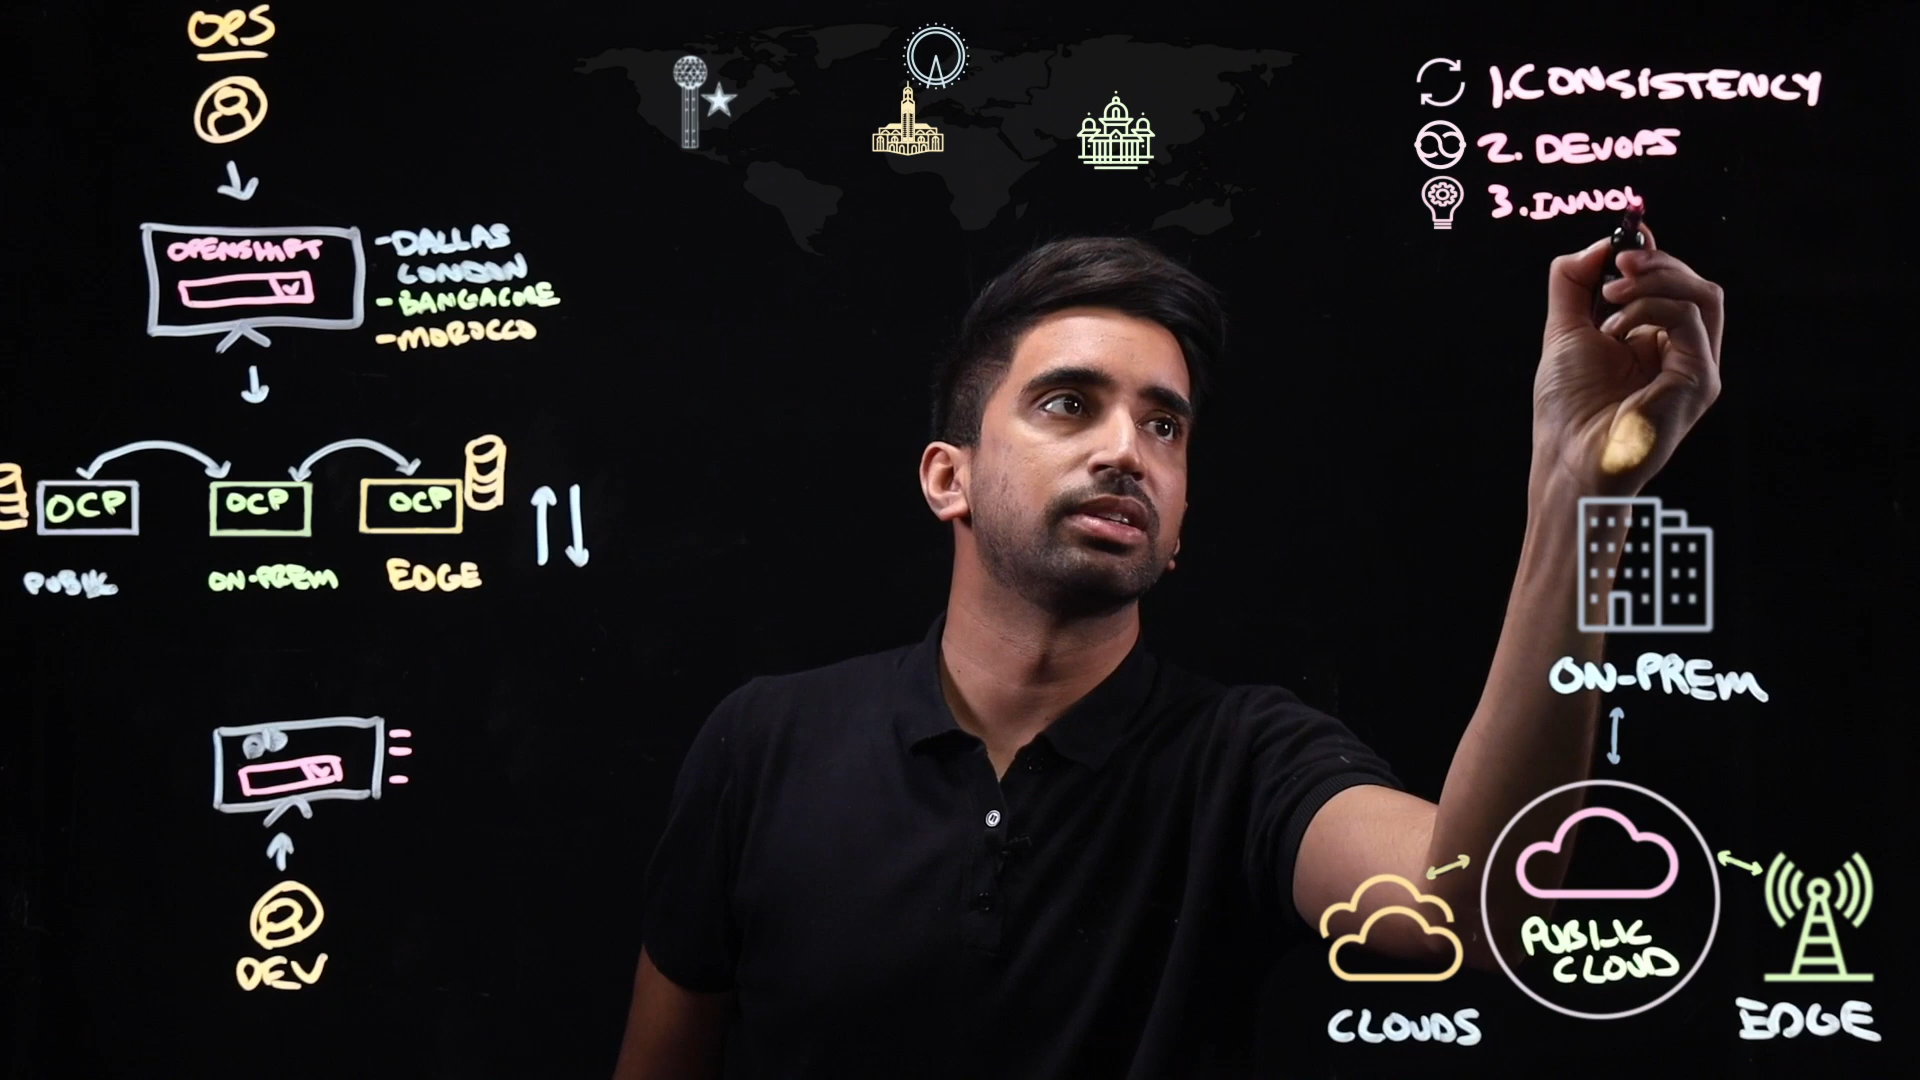 OPS
OPENSHIFT
-DALLAS
LONDON
-BANGALORE
-MOROCCO
OCP
OCP
OCP
PUBLIC
ON-PREM
EDGE
DEV
1.CONSISTENCY
2. DEVOPS
3.INNOV
ON-PREM
PUBLIC
CLOUD
CLOUDS
EDGE